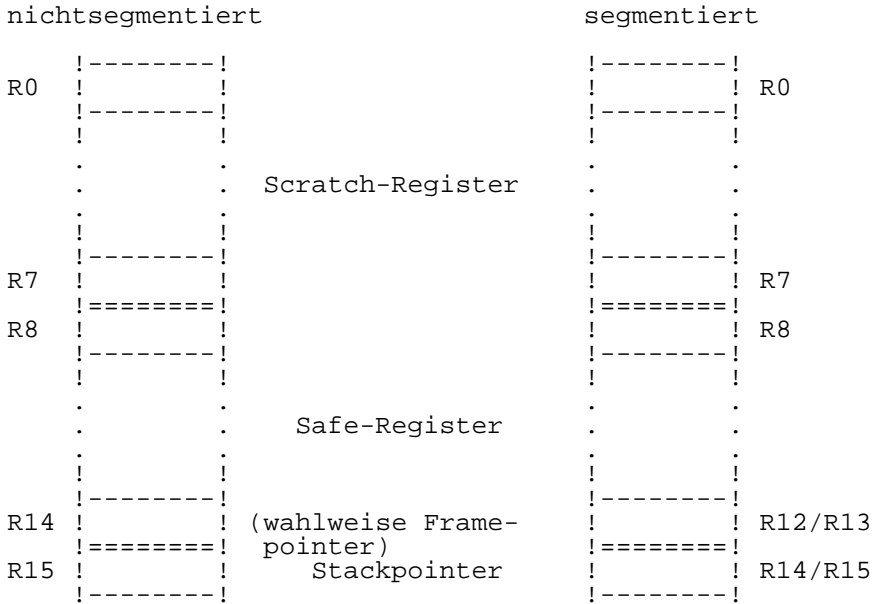 nichtsegmentiert                    segmentiert

     !--------!                      !--------!
R0   !        !                      !        ! R0
     !--------!                      !--------!
     !        !                      !        !
     .        .                      .        .
     .        .  Scratch-Register    .        .
     .        .                      .        .
     !        !                      !        !
     !--------!                      !--------!
R7   !        !                      !        ! R7
     !========!                      !========!
R8   !        !                      !        ! R8
     !--------!                      !--------!
     !        !                      !        !
     .        .                      .        .
     .        .    Safe-Register     .        .
     .        .                      .        .
     !        !                      !        !
     !--------!                      !--------!
R14  !        ! (wahlweise Frame-    !        ! R12/R13
     !========!  pointer)            !========!
R15  !        !     Stackpointer     !        ! R14/R15
     !--------!                      !--------!